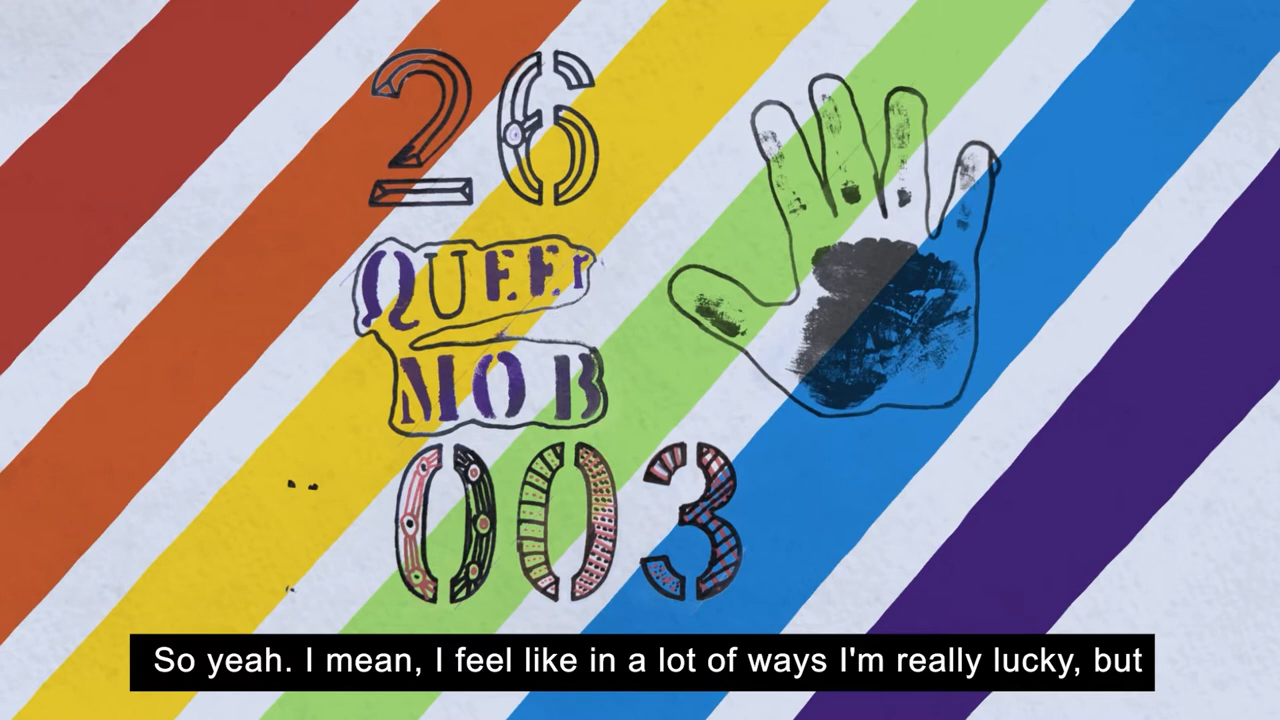 26
QUEEr
MOB
003
So yeah. I mean, I feel like in a lot of ways I'm really lucky, but